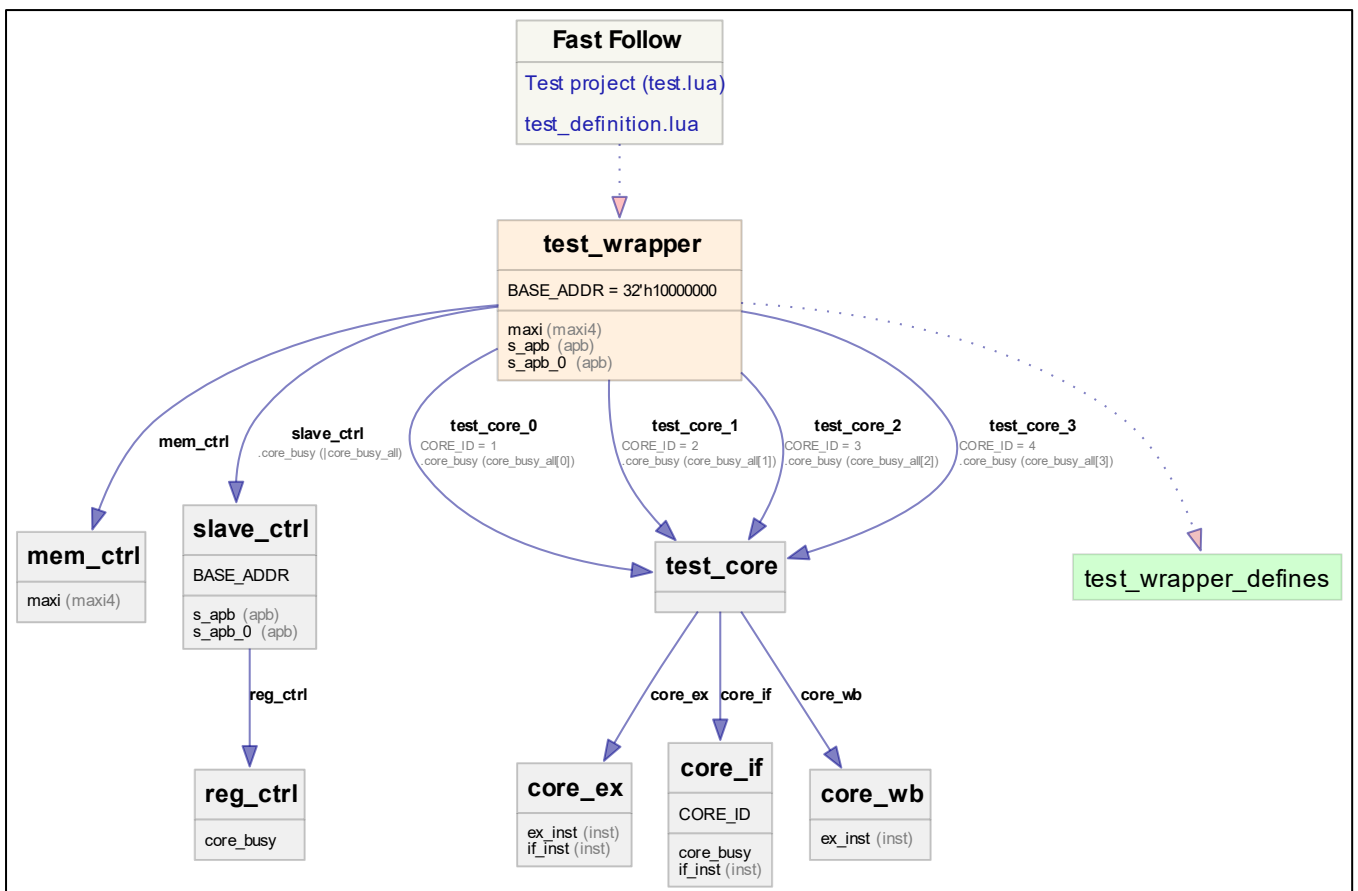 Fast Follow
Test project (test.lua)
test_definition.lua
test_wrapper
BASE_ADDR = 32'h10000000
maxi (maxi4)
s_apb (apb)
s_apb_0 (apb)
mem_ctrl
slave_ctrl
.core_busy (|core_busy_all)
test_core_0
CORE_ID = 1
.core_busy (core_busy_all[0])
test_core_1
CORE_ID = 2
.core_busy (core_busy_all[1])
test_core_2
CORE_ID = 3
.core_busy (core_busy_all[2])
test_core_3
CORE_ID = 4
.core_busy (core_busy_all[3])
mem_ctrl
maxi (maxi4)
slave_ctrl
BASE_ADDR
s_apb (apb)
s_apb_0 (apb)
test_core
test_wrapper_defines
reg_ctrl
core_ex
core_if
core_wb
reg_ctrl
core_busy
core_ex
ex_inst (inst)
if_inst (inst)
core_if
CORE_ID
core_busy
if_inst (inst)
core_wb
ex_inst (inst)